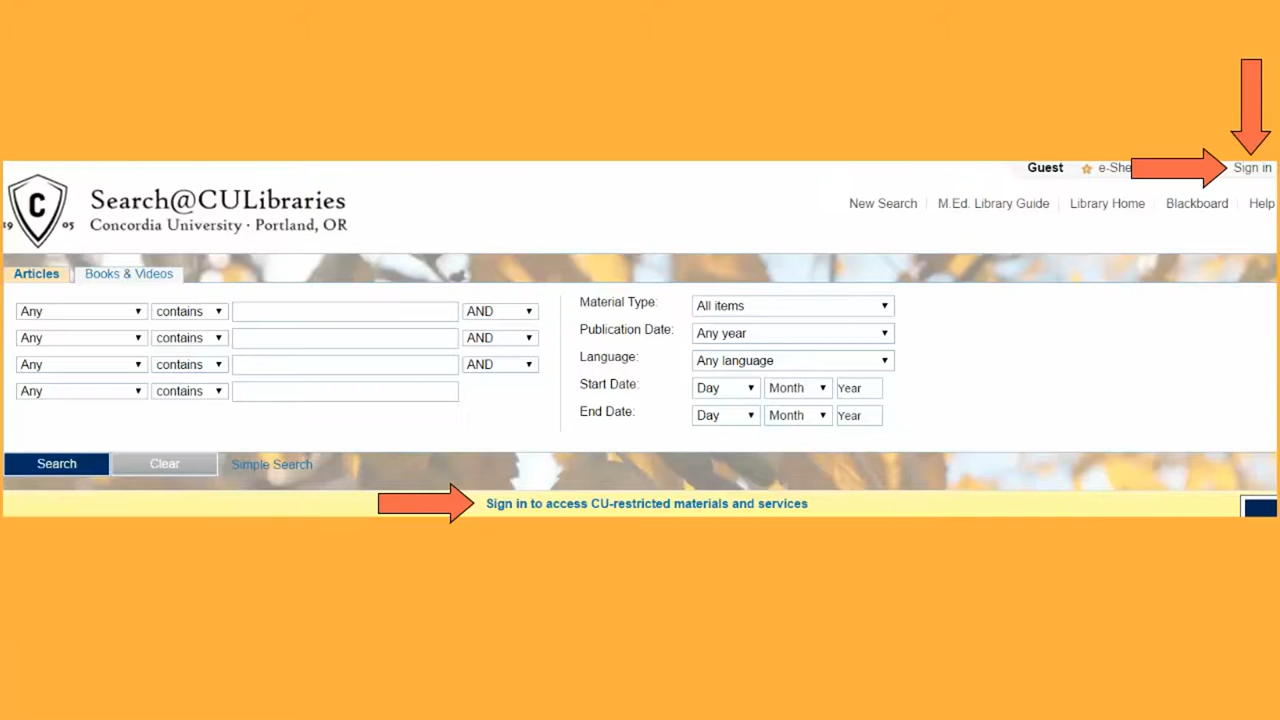 Guest e-She Sign in
Search@CULibraries
Concordia University · Portland, OR
C
19 05
New Search M.Ed. Library Guide Library Home Blackboard Help
Articles Books & Videos
Any contains AND
Any contains AND
Any contains AND
Any contains
Material Type: All items
Publication Date: Any year
Language: Any language
Start Date: Day Month Year
End Date: Day Month Year
Search Clear Simple Search
Sign in to access CU-restricted materials and services